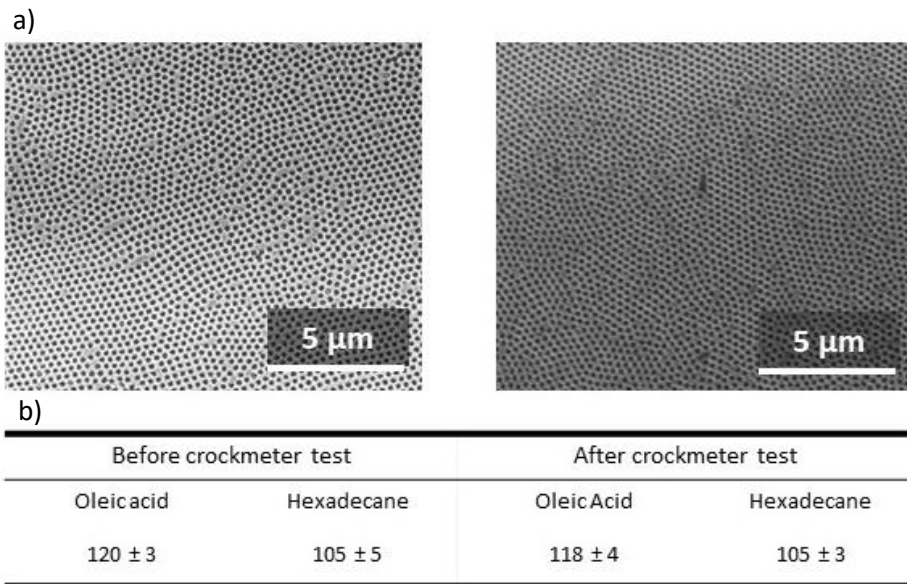 a)
5 µm 5 µm
b)
Before crockmeter test After crockmeter test
Oleic acid Hexadecane Oleic Acid Hexadecane
120 ± 3 105 ± 5 118 ± 4 105 ± 3